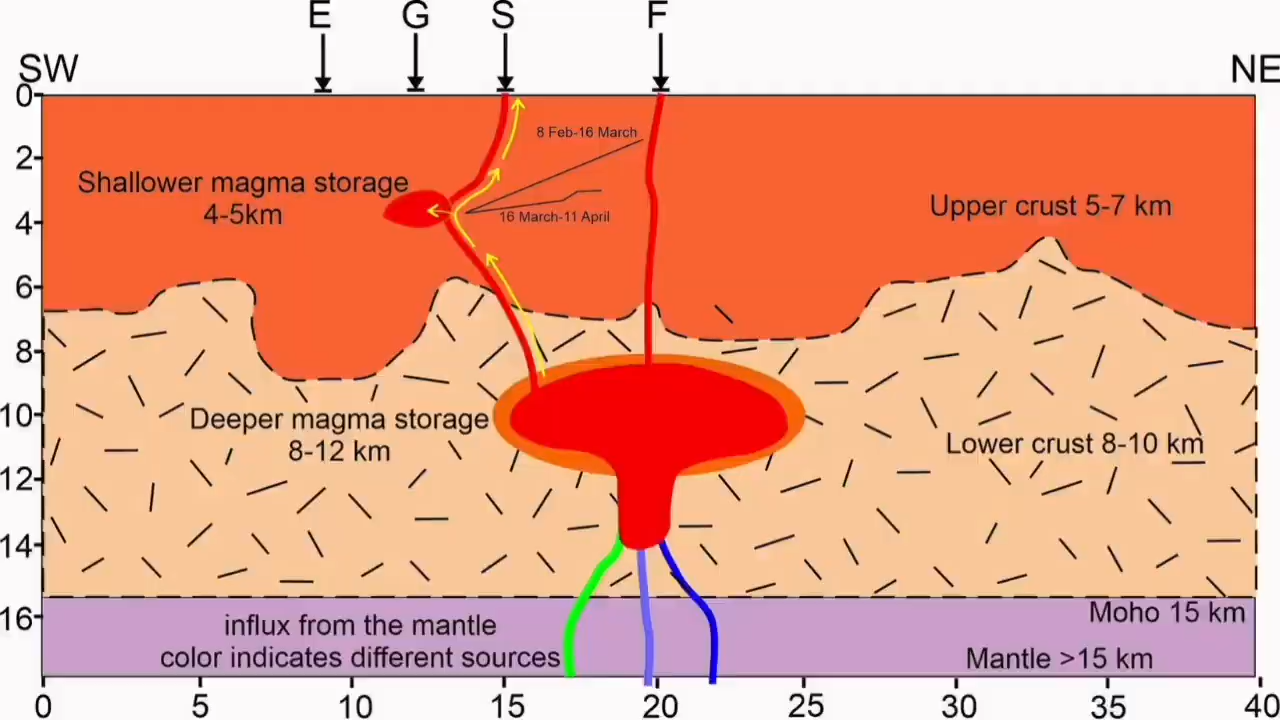 E G S F
SW NE
0
2
4
6
8
10
12
14
16
8 Feb-16 March
Shallower magma storage
4-5km
16 March-11 April
Upper crust 5-7 km
Deeper magma storage
8-12 km
Lower crust 8-10 km
Moho 15 km
influx from the mantle
color indicates different sources
Mantle >15 km
0 5 10 15 20 25 30 35 40